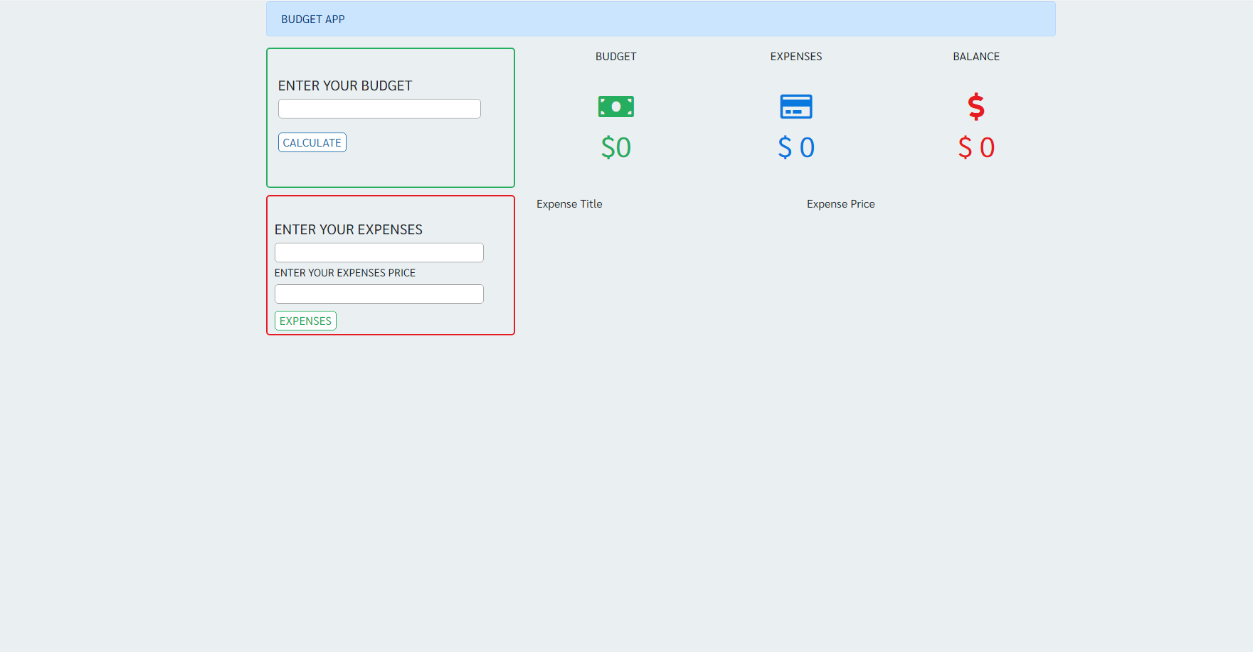 BUDGET APP
ENTER YOUR BUDGET
CALCULATE
BUDGET
EXPENSES
BALANCE
$0
$ 0
$ 0
ENTER YOUR EXPENSES
ENTER YOUR EXPENSES PRICE
EXPENSES
Expense Title
Expense Price